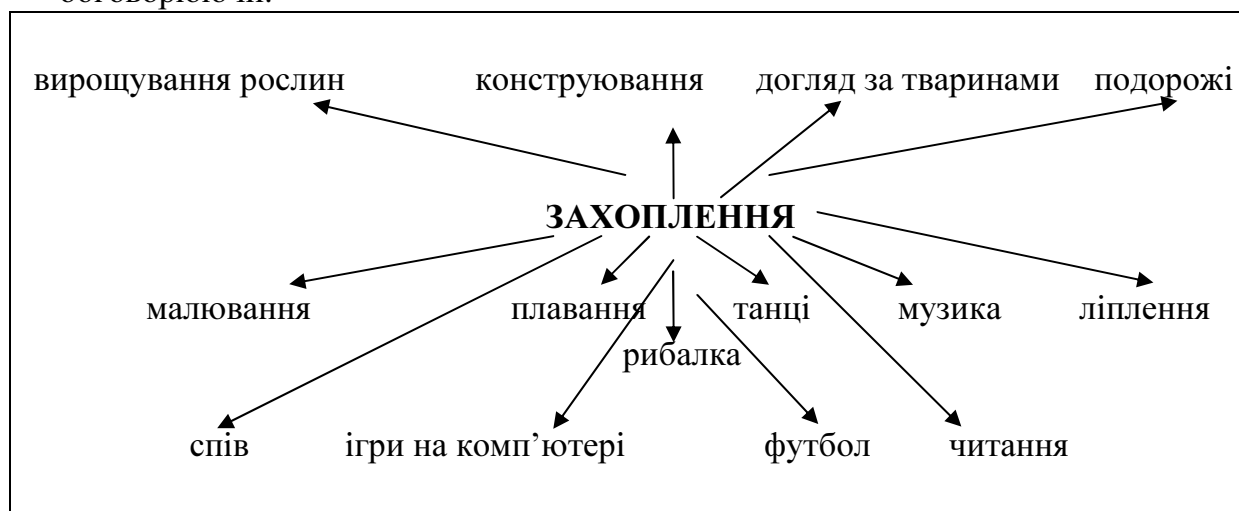 вирощування рослин конструювання догляд за тваринами подорожі
ЗАХОПЛЕННЯ
малювання плавання танці музика ліплення
рибалка
спів ігри на комп’ютері футбол читання